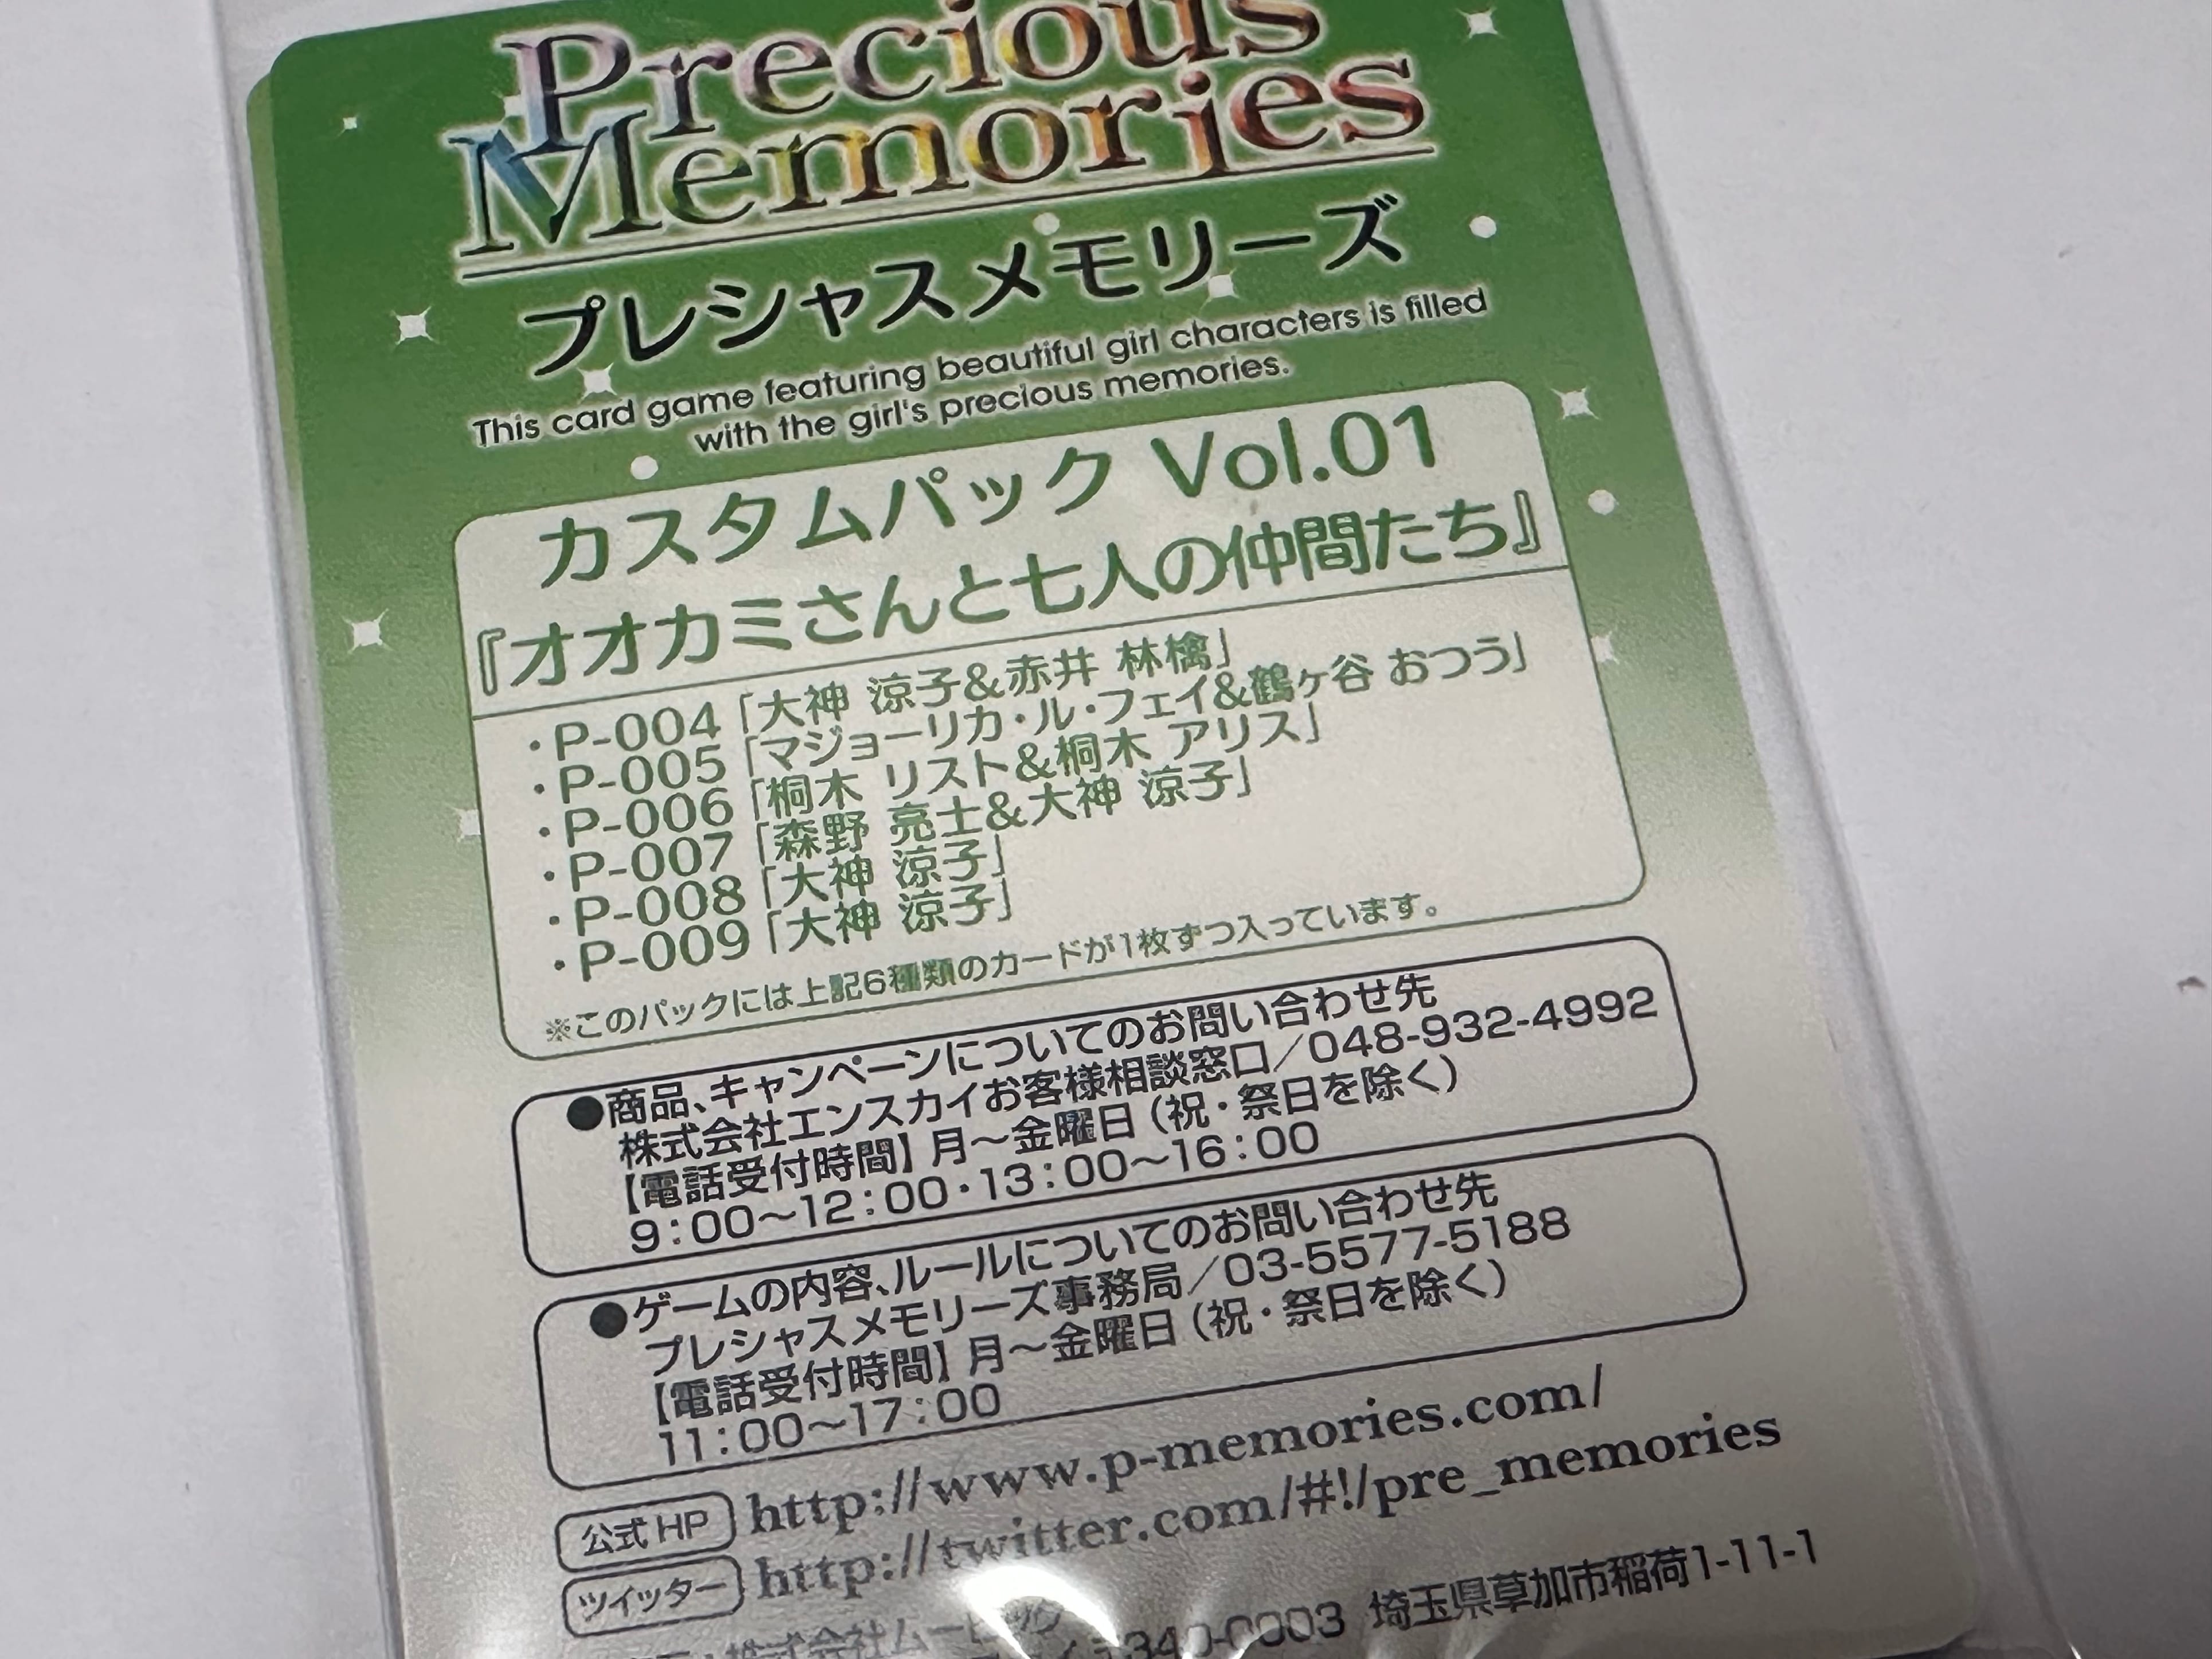 Precious
Memories
プレシャスメモリーズ
This card game featuring beautiful girl characters is filled
with the girl's precious memories.
カスタムパック Vol.01
『オオカミさんと七人の仲間たち』
・P-004「大神 涼子&赤井 林檎」
・P-005「マジョーリカ・ル・フェイ&鶴ヶ谷 おつう」
・P-006「桐木 リスト&桐木 アリス」
・P-007「森野 亮士&大神 涼子」
・P-008「大神 涼子」
・P-009「大神 涼子」
※このパックには上記6種類のカードが1枚ずつ入っています。
●商品、キャンペーンについてのお問い合わせ先
株式会社エンスカイお客様相談窓口／048-932-4992
【電話受付時間】月〜金曜日（祝・祭日を除く）
9:00〜12:00・13:00〜16:00
●ゲームの内容、ルールについてのお問い合わせ先
プレシャスメモリーズ事務局／03-5577-5188
【電話受付時間】月〜金曜日（祝・祭日を除く）
11:00〜17:00
公式HP http://www.p-memories.com/
ツイッター http://twitter.com/#!/pre_memories
株式会社ムービック
〒340-0003 埼玉県草加市稲荷1-11-1